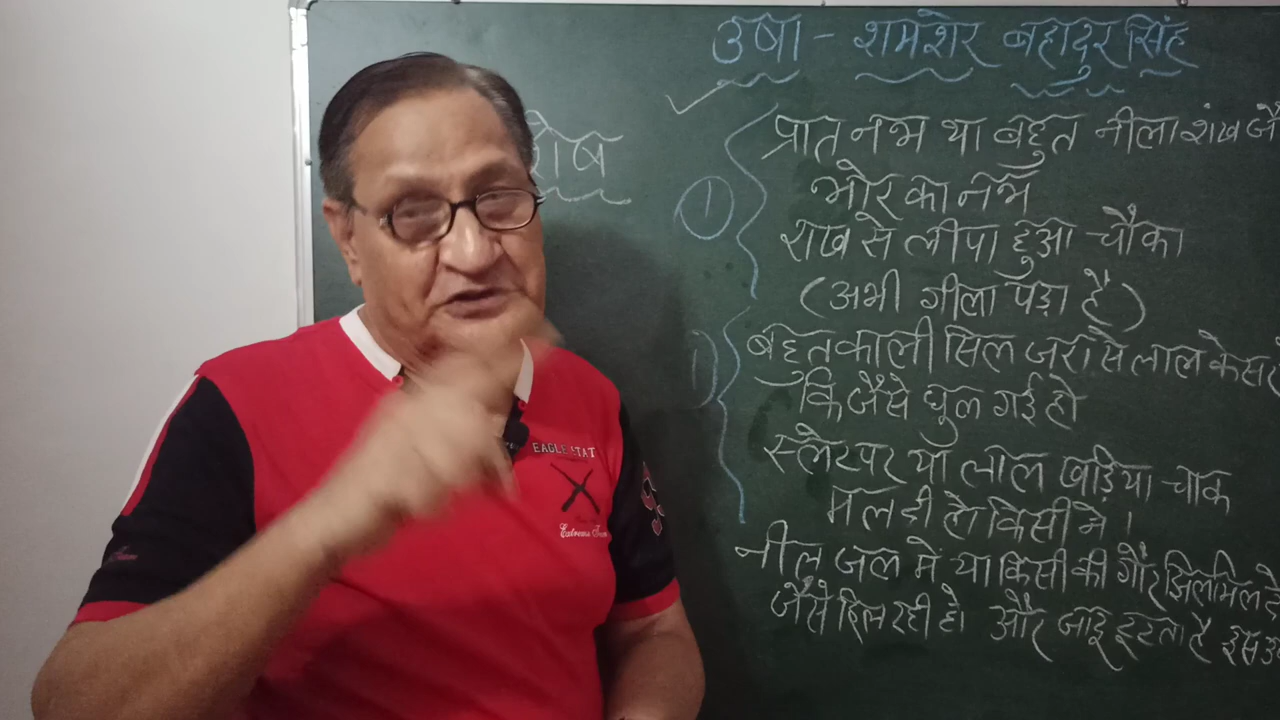 उषा - शमशेर बहादुर सिंह
प्रात नभ था बहुत नीला शंख जै
①
भोर का नभ
राख से लीपा हुआ चौका
(अभी गीला पड़ा है)
बहुत काली सिल जरा से लाल केसर
कि जैसे धुल गई हो
स्लेट पर या लाल खड़िया चाक
मल दी हो किसी ने।
नील जल में या किसी की गौर झिलमिल दे
जैसे हिल रही हो और जादू टूटता है इस उ
EAGLE STAT